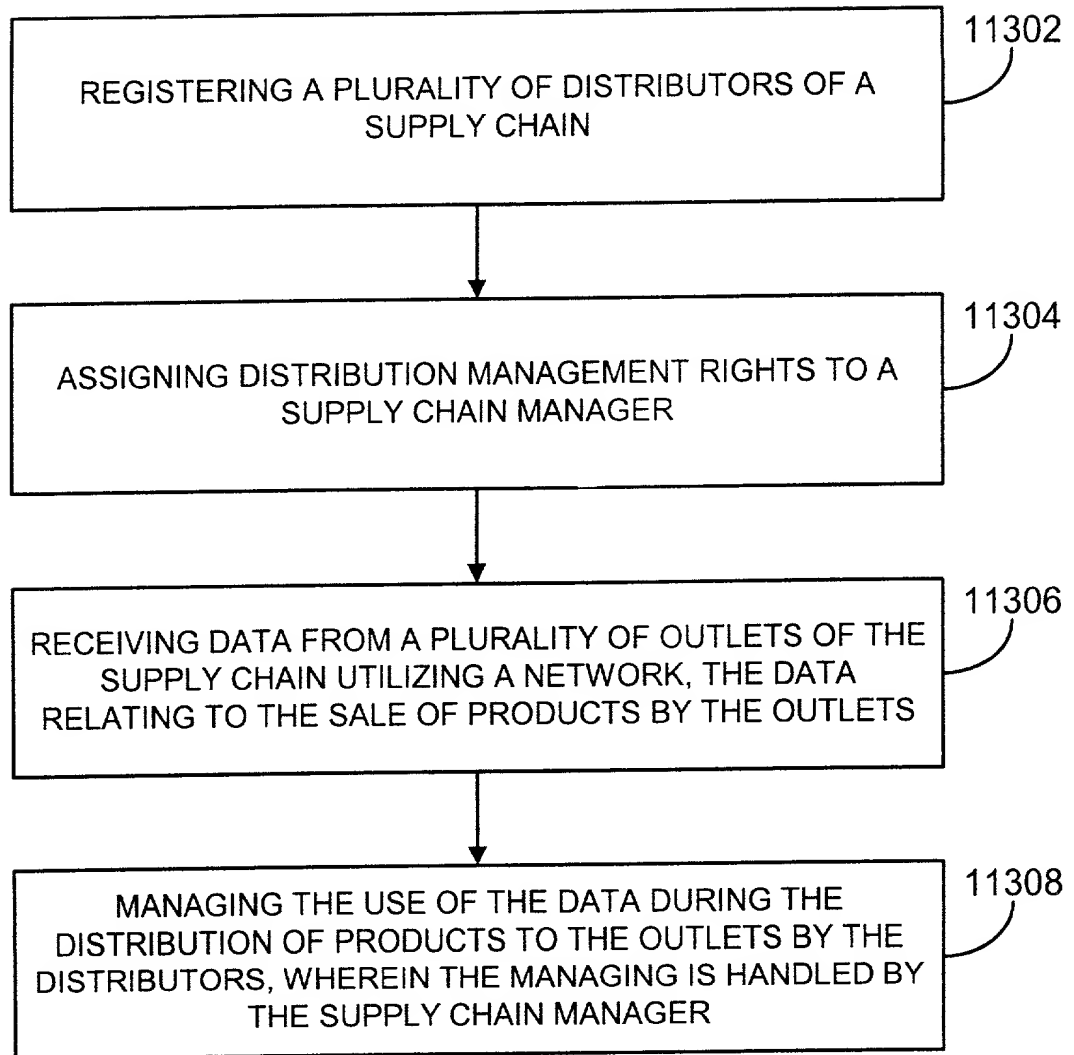 11302
REGISTERING A PLURALITY OF DISTRIBUTORS OF A
SUPPLY CHAIN
11304
ASSIGNING DISTRIBUTION MANAGEMENT RIGHTS TO A
SUPPLY CHAIN MANAGER
11306
RECEIVING DATA FROM A PLURALITY OF OUTLETS OF THE
SUPPLY CHAIN UTILIZING A NETWORK, THE DATA
RELATING TO THE SALE OF PRODUCTS BY THE OUTLETS
11308
MANAGING THE USE OF THE DATA DURING THE
DISTRIBUTION OF PRODUCTS TO THE OUTLETS BY THE
DISTRIBUTORS, WHEREIN THE MANAGING IS HANDLED BY
THE SUPPLY CHAIN MANAGER